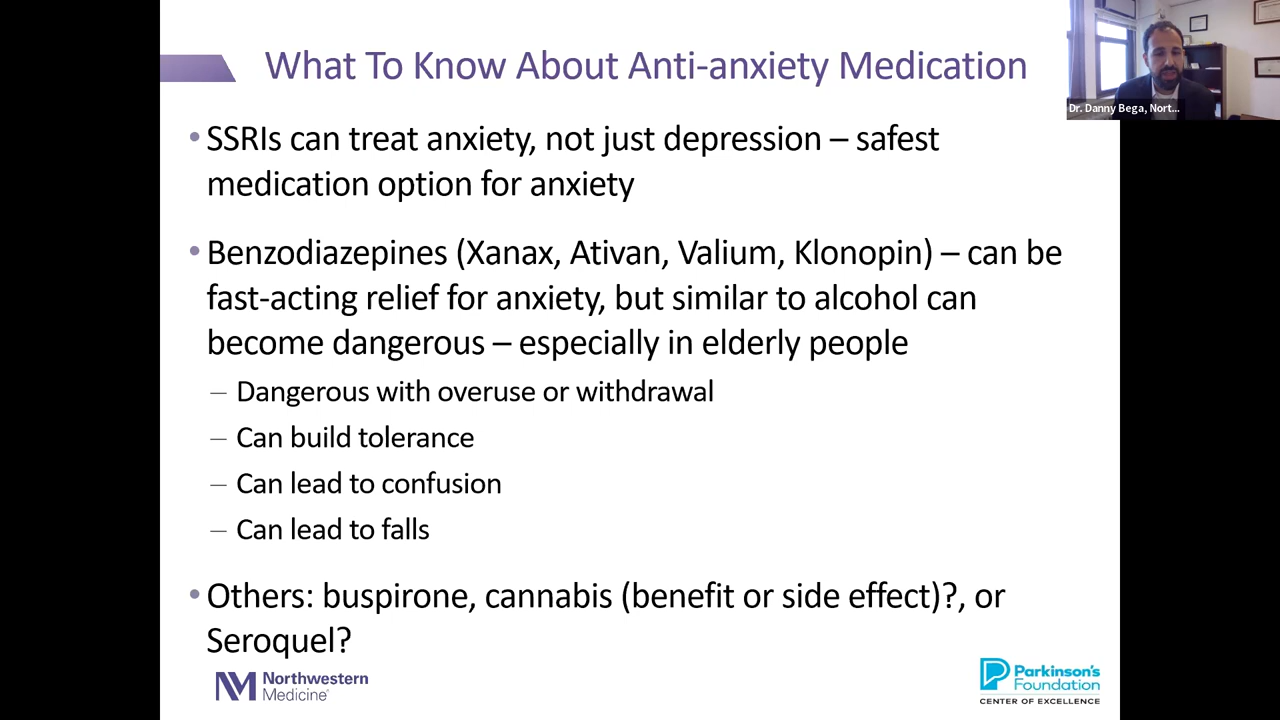 What To Know About Anti-anxiety Medication
Dr. Danny Bega, Nort...
• SSRIs can treat anxiety, not just depression – safest
medication option for anxiety
• Benzodiazepines (Xanax, Ativan, Valium, Klonopin) – can be
fast-acting relief for anxiety, but similar to alcohol can
become dangerous – especially in elderly people
– Dangerous with overuse or withdrawal
– Can build tolerance
– Can lead to confusion
– Can lead to falls
• Others: buspirone, cannabis (benefit or side effect)?, or
Seroquel?
Northwestern
Medicine®
Parkinson's
Foundation
CENTER OF EXCELLENCE